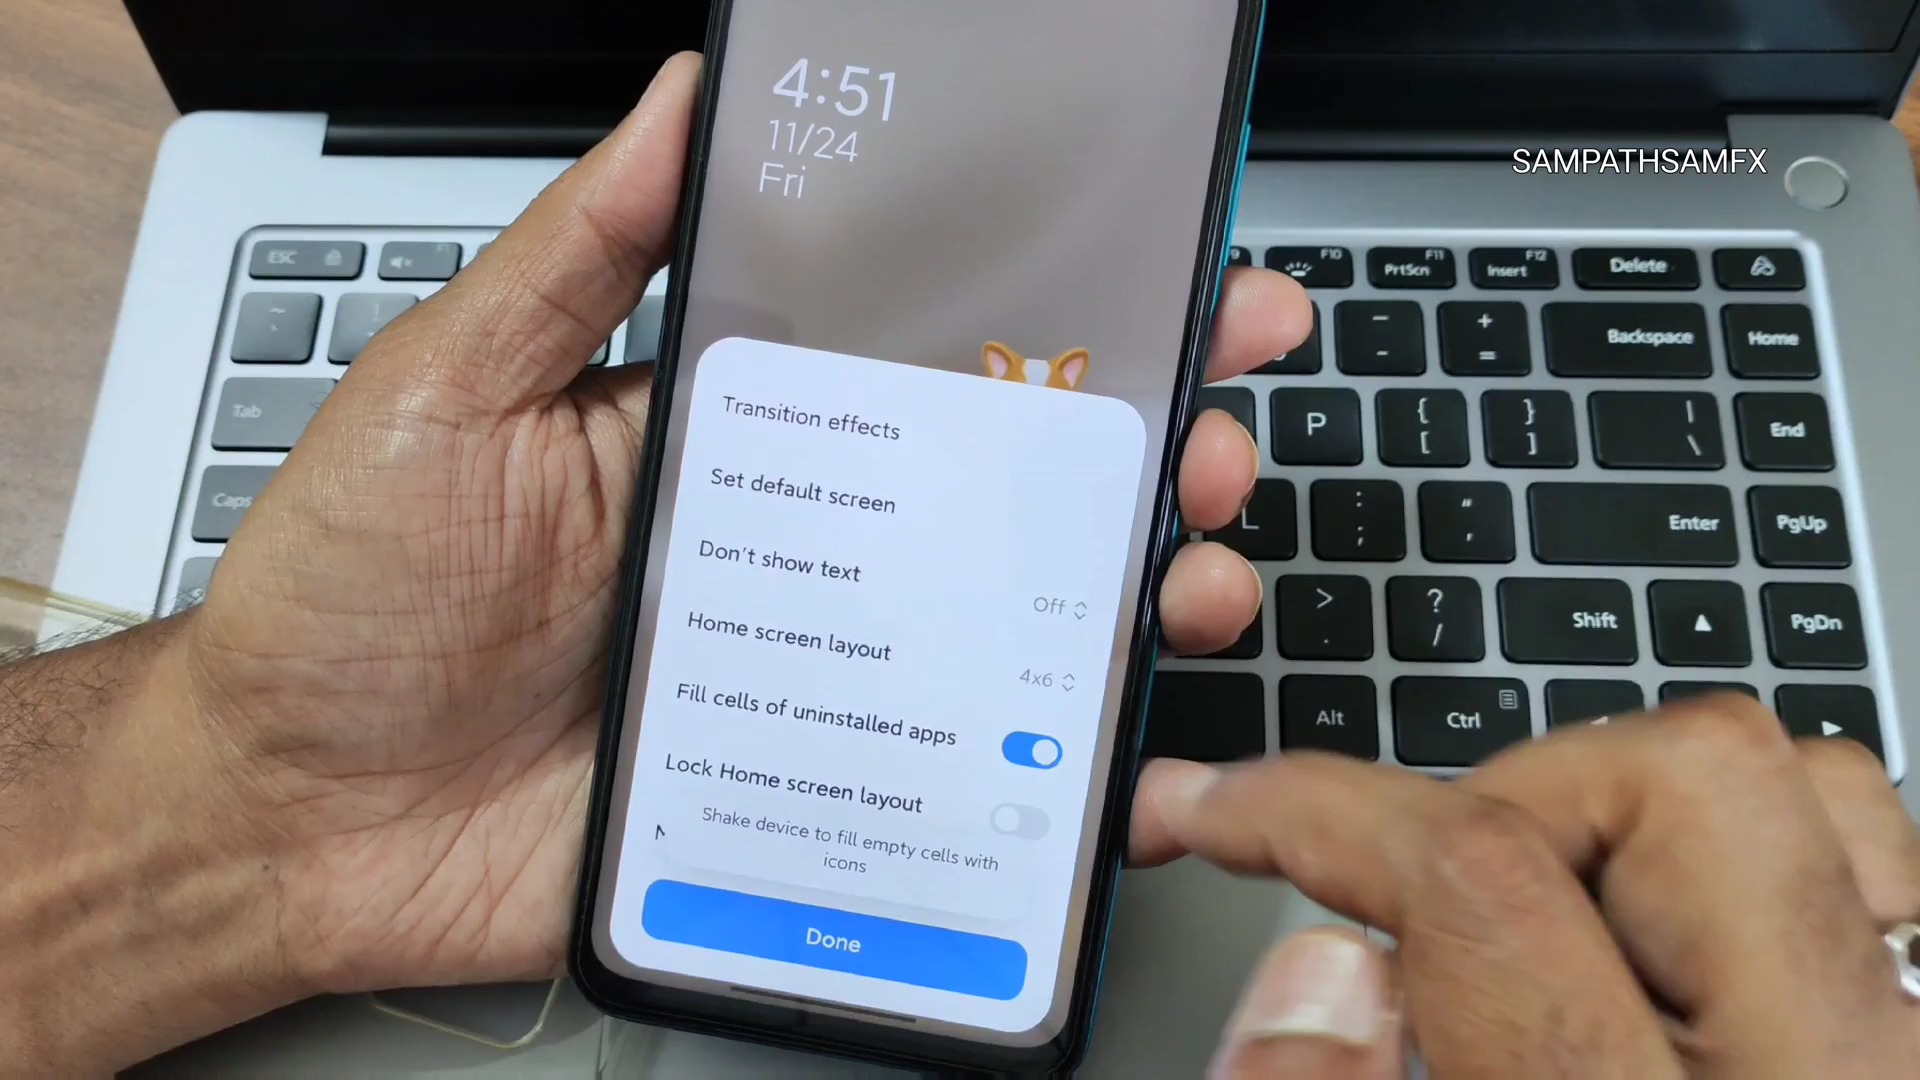 4:51
11/24
Fri
SAMPATHSAMFX
Transition effects
Set default screen
Don't show text
Off
Home screen layout
4x6
Fill cells of uninstalled apps
Lock Home screen layout
Shake device to fill empty cells with
icons
Done
ESC
F1
F10
F11
PrtScn
F12
Insert
Delete
~
!
-
+
=
Backspace
Home
Tab
P
{
[
}
]
|
\
End
Caps
L
:
;
"
'
Enter
PgUp
>
.
?
/
Shift
▲
PgDn
Alt
Ctrl